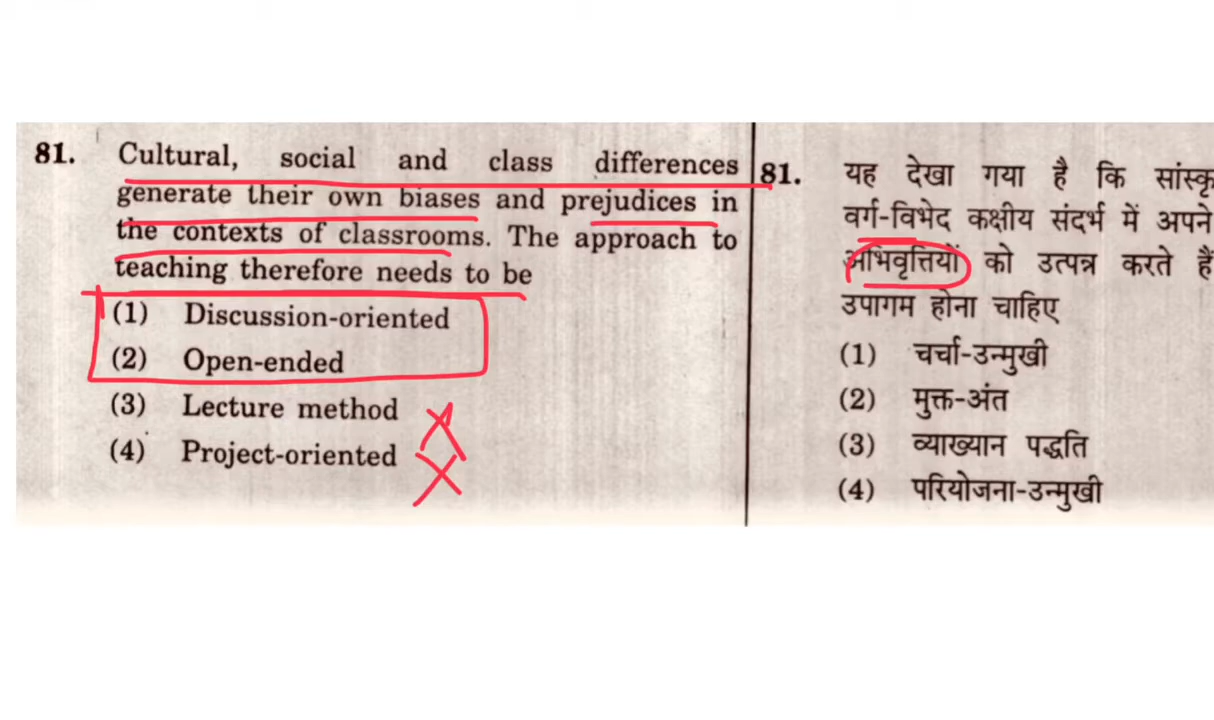 81. Cultural, social and class differences
generate their own biases and prejudices in
the contexts of classrooms. The approach to
teaching therefore needs to be
(1) Discussion-oriented
(2) Open-ended
(3) Lecture method
(4) Project-oriented
81. यह देखा गया है कि
वर्ग-विभेद कक्षीय संदर्भ में अपने
अभिवृत्तियों को उत्पन्न करते हैं
उपागम होना चाहिए
(1) चर्चा-उन्मुखी
(2) मुक्त-अंत
(3) व्याख्यान पद्धति
(4) परियोजना-उन्मुखी